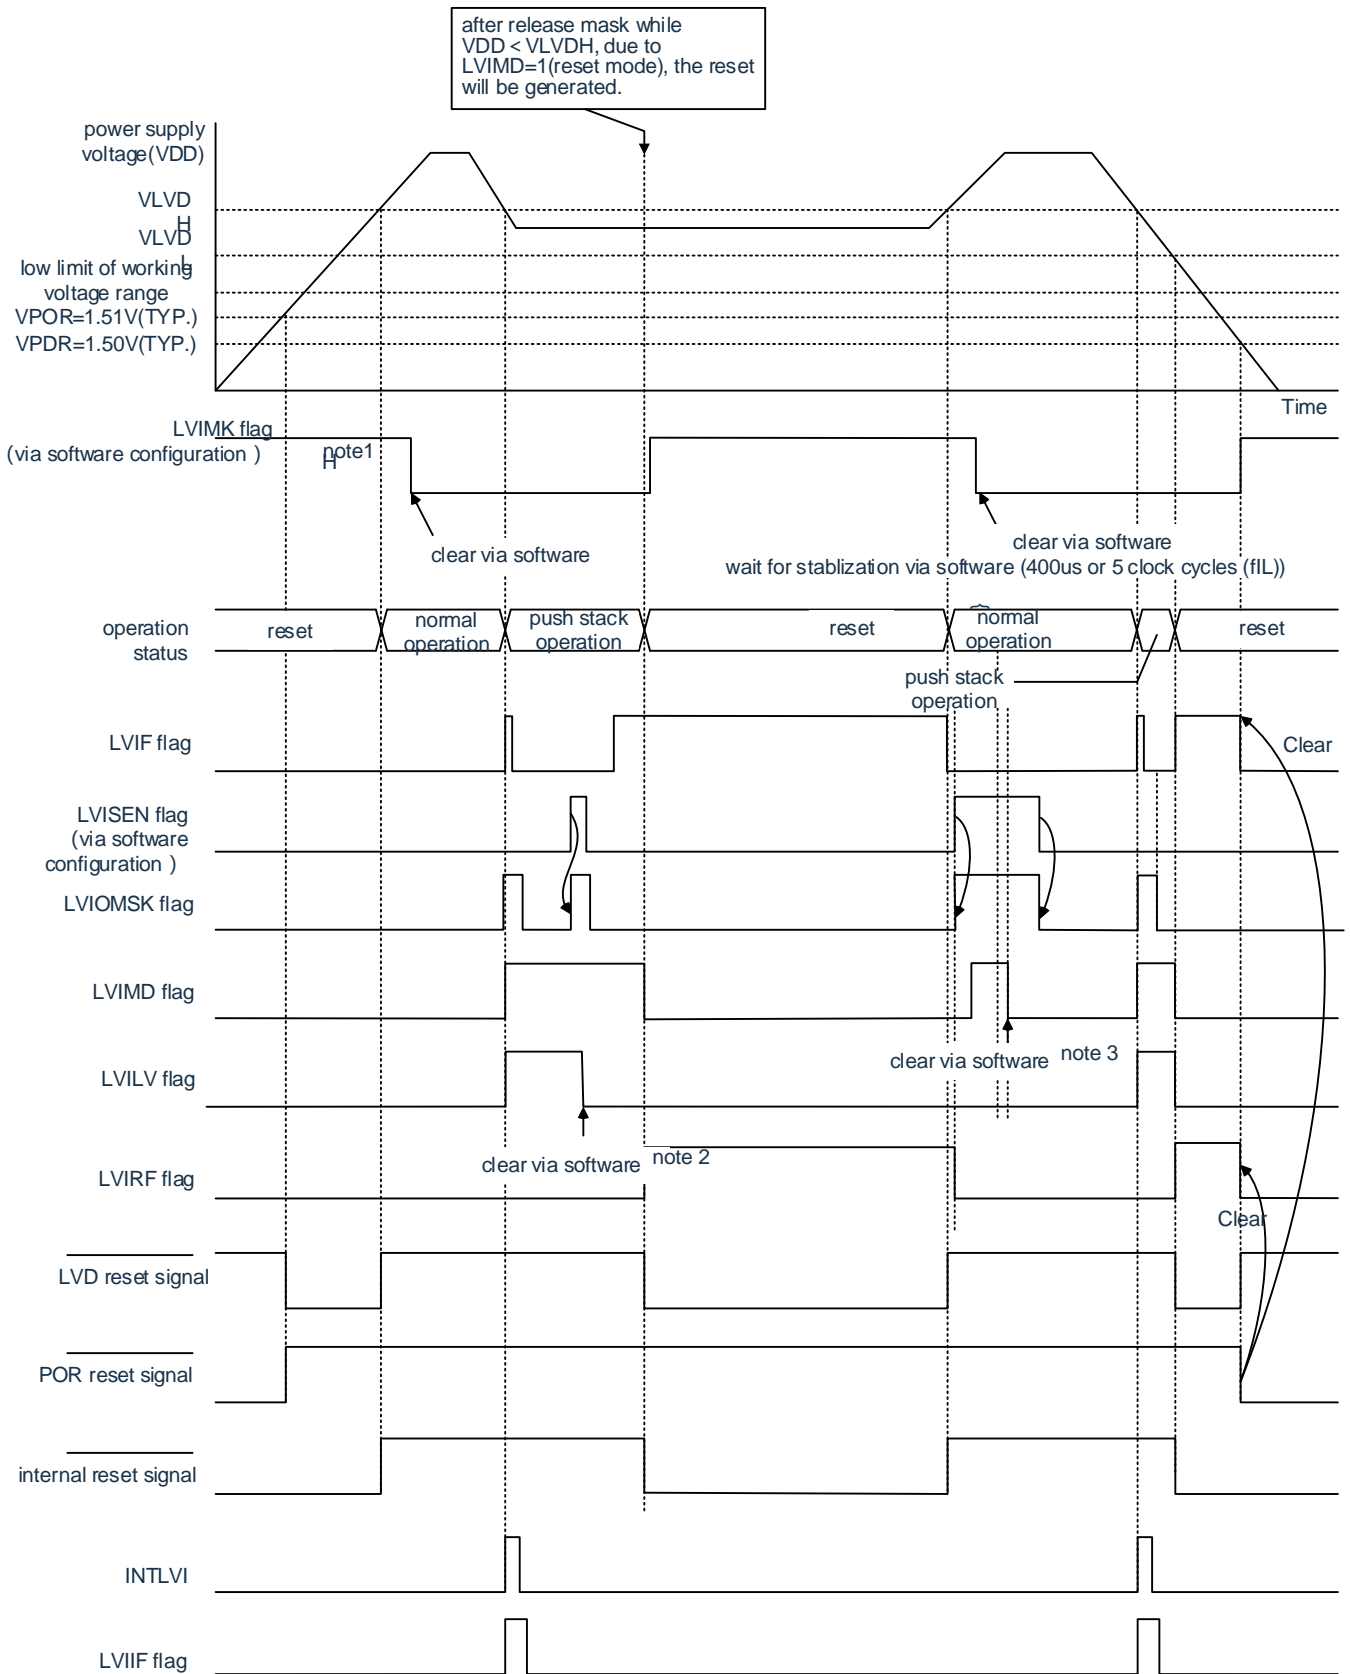 after release mask while
VDD < VLVDH, due to
LVIMD=1(reset mode), the reset
will be generated.
power supply
voltage(VDD)
VLVD
H
VLVD
L
low limit of working
voltage range
VPOR=1.51V(TYP.)
VPDR=1.50V(TYP.)
Time
LVIMK flag
(via software configuration )
H
note1
clear via software
clear via software
wait for stablization via software (400us or 5 clock cycles (fIL))
operation
status
reset
normal
operation
push stack
operation
reset
normal
operation
reset
push stack
operation
LVIF flag
Clear
LVISEN flag
(via software
configuration )
LVIOMSK flag
LVIMD flag
clear via software
note 3
LVILV flag
clear via software
note 2
LVIRF flag
Clear
LVD reset signal
POR reset signal
internal reset signal
INTLVI
LVIIF flag